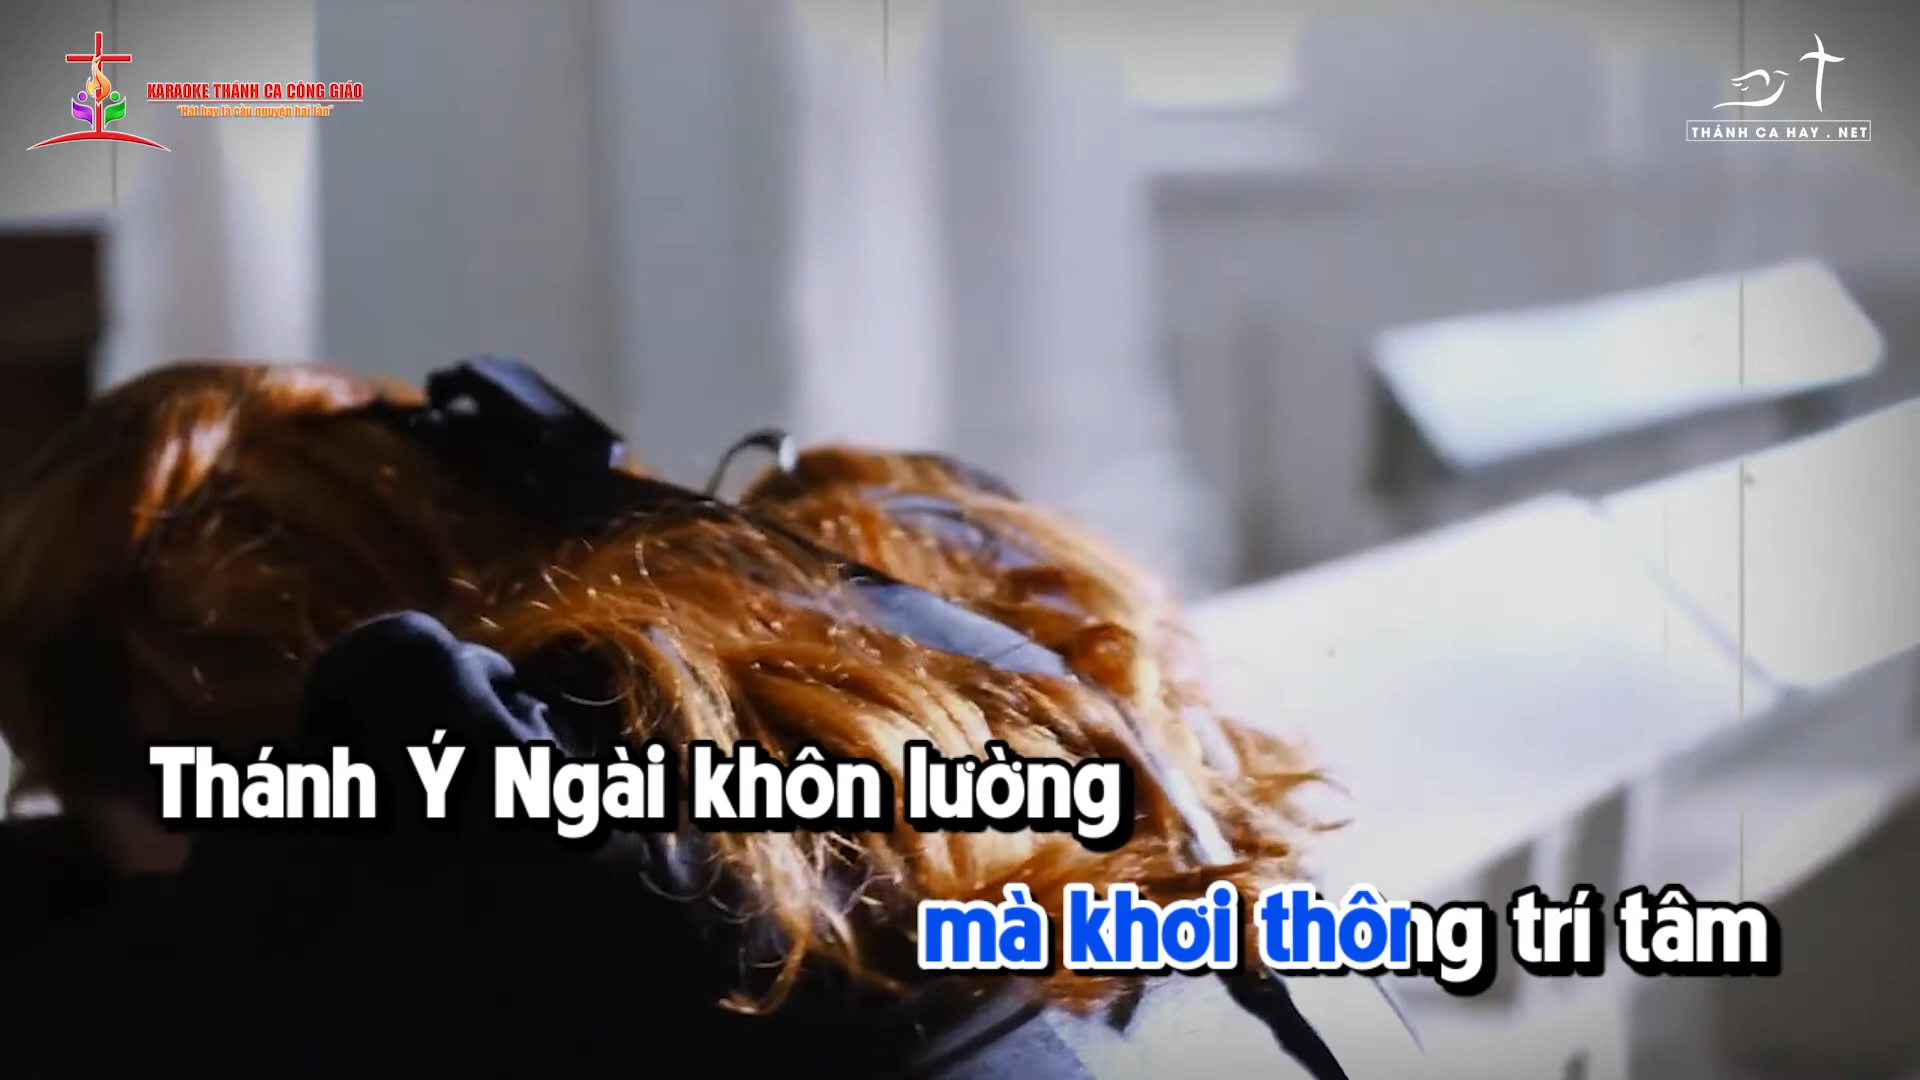 KARAOKE THÁNH CA CÔNG GIÁO
"Hát hay là cầu nguyện hai lần"
THÁNH CA HAY . NET
Thánh Ý Ngài khôn lường
mà khơi thông trí tâm